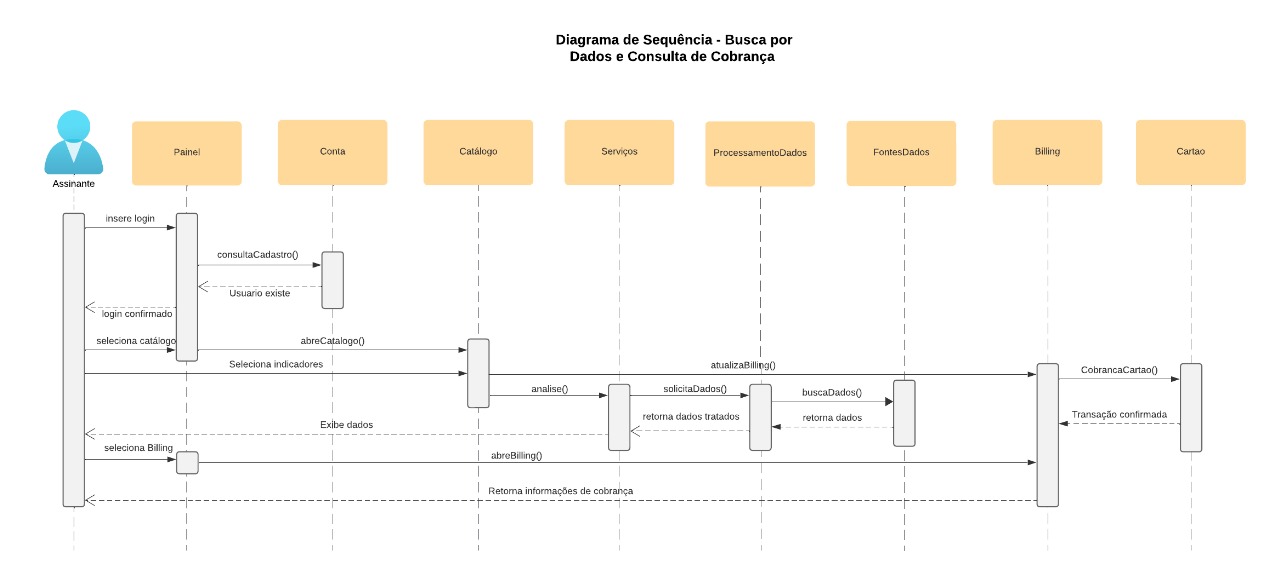 Diagrama de Sequência - Busca por
Dados e Consulta de Cobrança
Assinante
Painel
Conta
Catálogo
Serviços
ProcessamentoDados
FontesDados
Billing
Cartao
insere login
consultaCadastro()
Usuario existe
login confirmado
seleciona catálogo
abreCatalogo()
Seleciona indicadores
atualizaBilling()
CobrancaCartao()
analise()
solicitaDados()
buscaDados()
retorna dados tratados
retorna dados
Transação confirmada
Exibe dados
seleciona Billing
abreBilling()
Retorna informações de cobrança